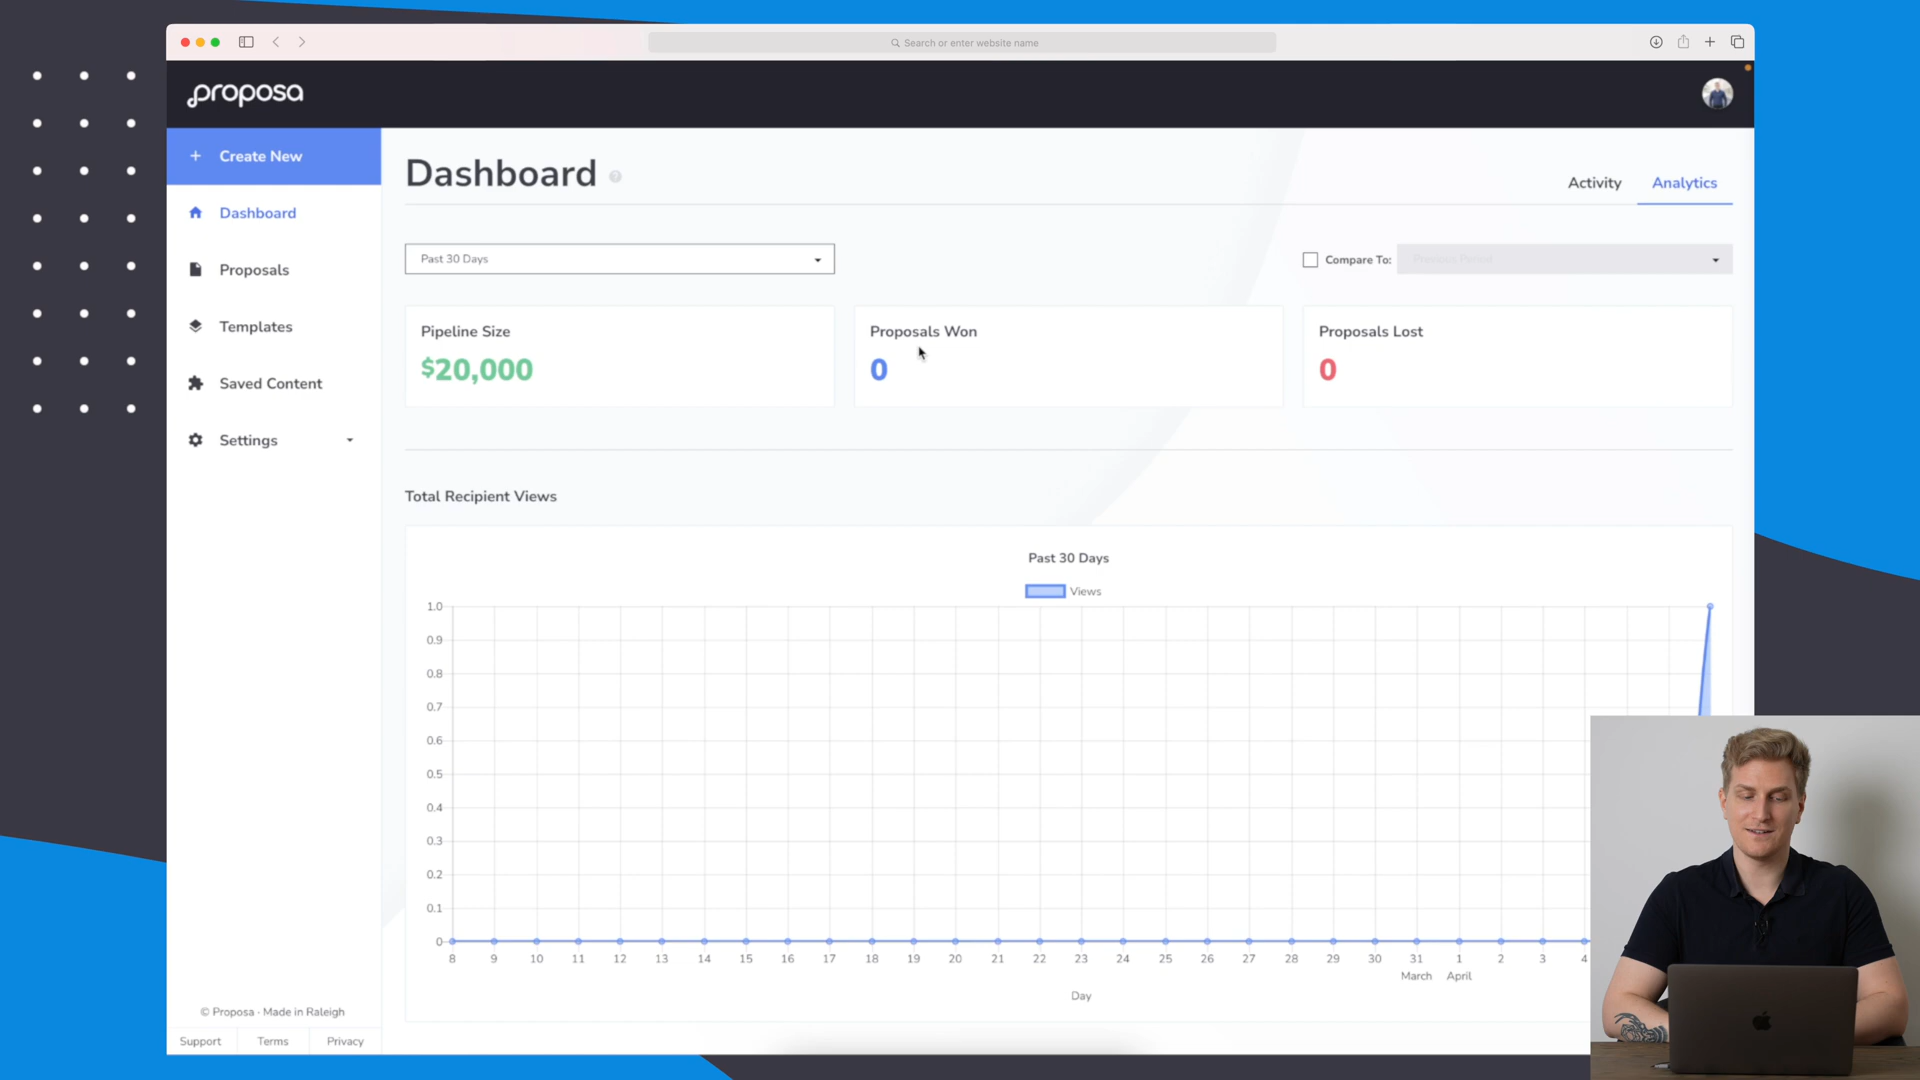 Search or enter website name
proposa
+ Create New
Dashboard
Proposals
Templates
Saved Content
Settings
Dashboard ?
Activity
Analytics
Past 30 Days
Compare To:
Previous Period
Pipeline Size
$20,000
Proposals Won
0
Proposals Lost
0
Total Recipient Views
Past 30 Days
Views
1.0
0.9
0.8
0.7
0.6
0.5
0.4
0.3
0.2
0.1
0
8 9 10 11 12 13 14 15 16 17 18 19 20 21 22 23 24 25 26 27 28 29 30 31 1 2 3 4
March April
Day
© Proposa - Made in Raleigh
Support Terms Privacy